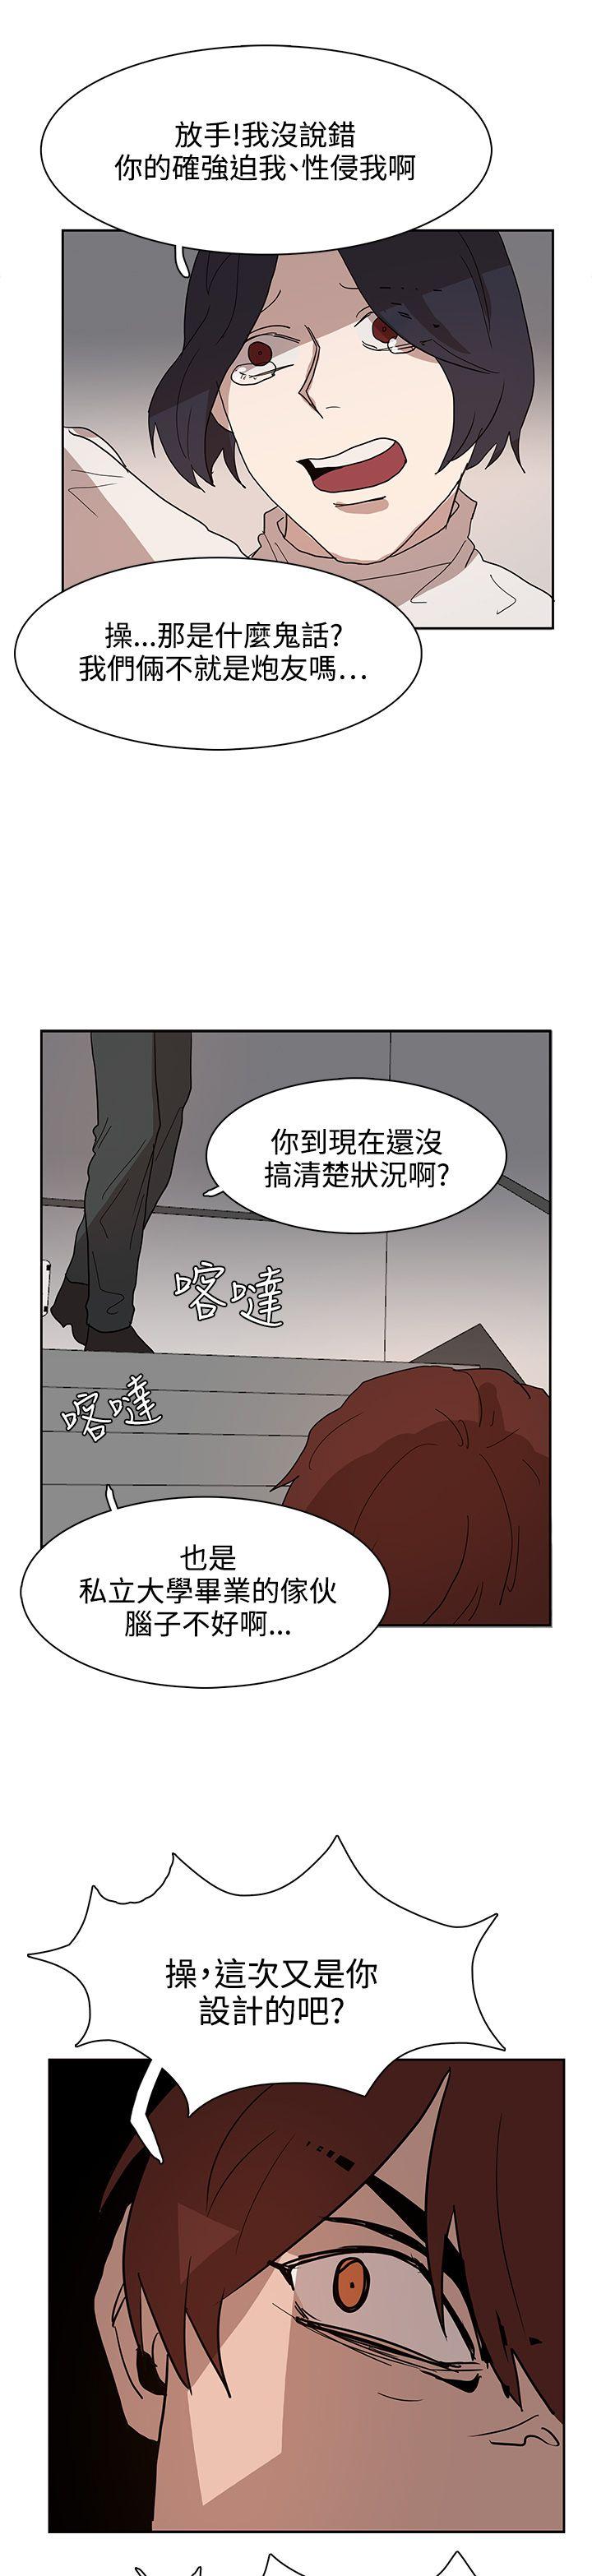 放手!我沒說錯
你的確強迫我、性侵我啊
操...那是什麼鬼話?
我們倆不就是炮友嗎...
你到現在還沒
搞清楚狀況啊?
喀噠
喀噠
也是
私立大學畢業的傢伙
腦子不好啊...
操,這次又是你
設計的吧?